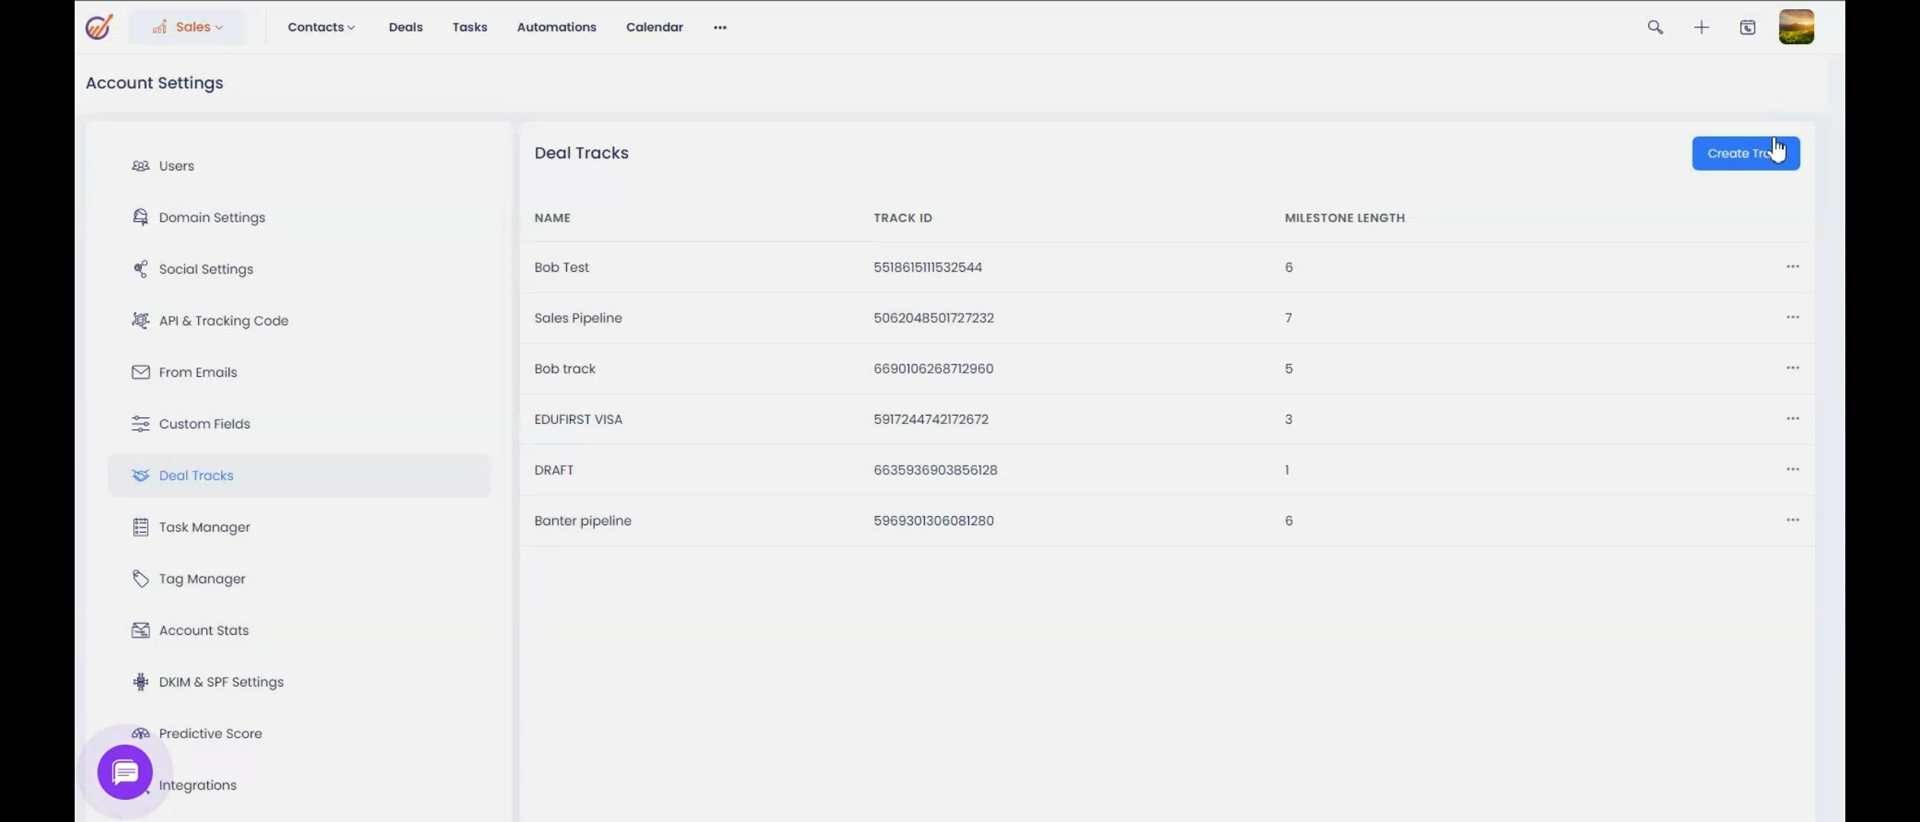 Sales Contacts Deals Tasks Automations Calendar
Account Settings
Users
Domain Settings
Social Settings
API & Tracking Code
From Emails
Custom Fields
Deal Tracks
Task Manager
Tag Manager
Account Stats
DKIM & SPF Settings
Predictive Score
Integrations
Deal Tracks
Create
NAME TRACK ID MILESTONE LENGTH
Bob Test 5518615111532544 6
Sales Pipeline 5062048501727232 7
Bob track 6690106268712960 5
EDUFIRST VISA 5917244742172672 3
DRAFT 6635936903856128 1
Banter pipeline 5969301306081280 6